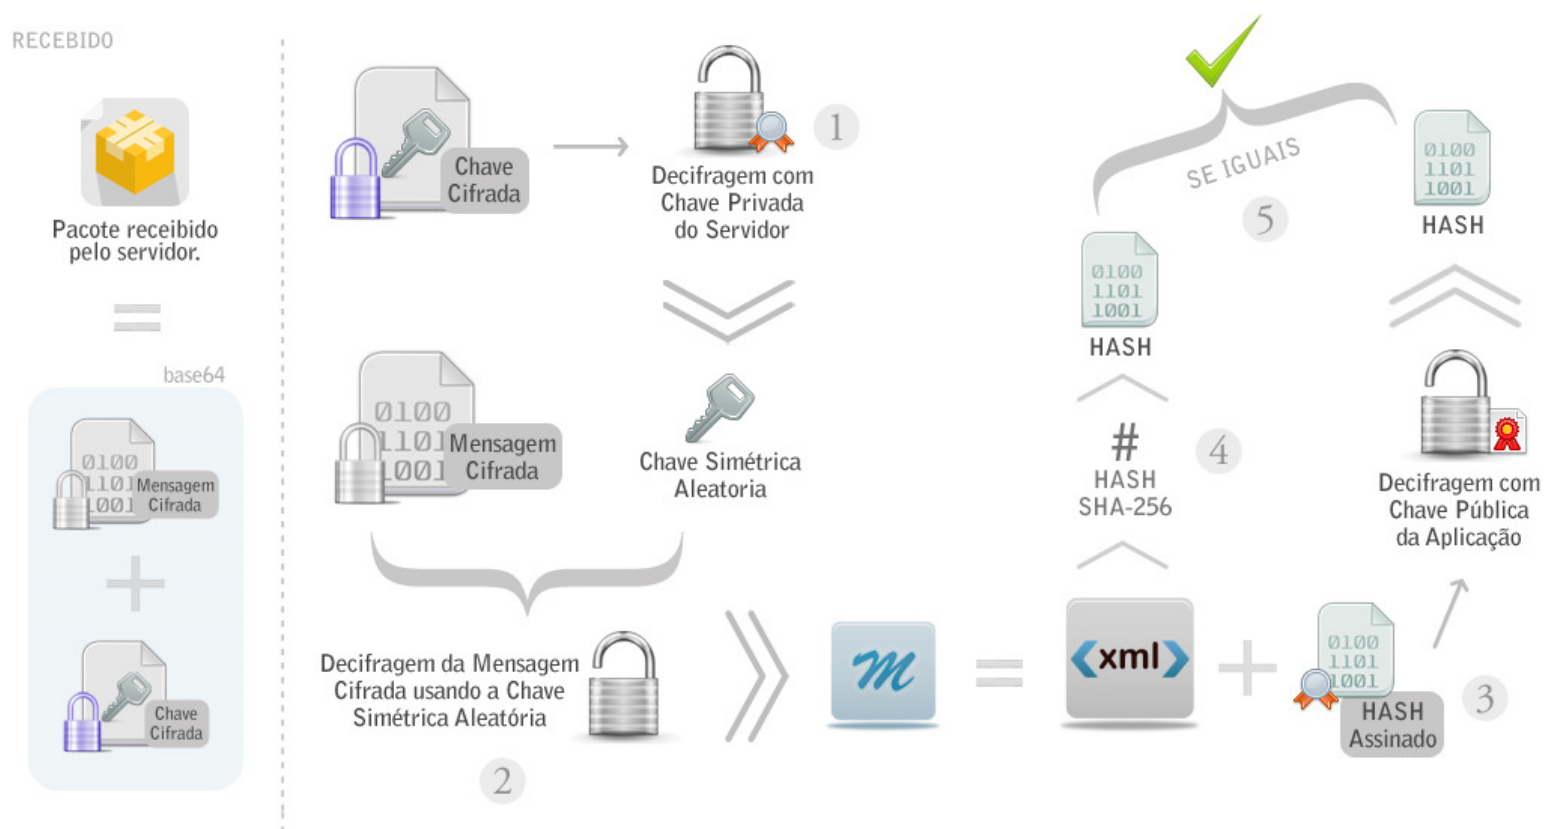 RECEBIDO
Pacote receibido
pelo servidor.
=
base64
0100
1101
1001
Mensagem
Cifrada
+
Chave
Cifrada
Chave
Cifrada
Decifragem com
Chave Privada
do Servidor
1
0100
1101
1001
Mensagem
Cifrada
Chave Simétrica
Aleatoria
Decifragem da Mensagem
Cifrada usando a Chave
Simétrica Aleatória
2
m
=
<xml>
+
0100
1101
1001
HASH
Assinado
3
Decifragem com
Chave Pública
da Aplicação
#
HASH
SHA-256
4
0100
1101
1001
HASH
0100
1101
1001
HASH
SE IGUAIS
5